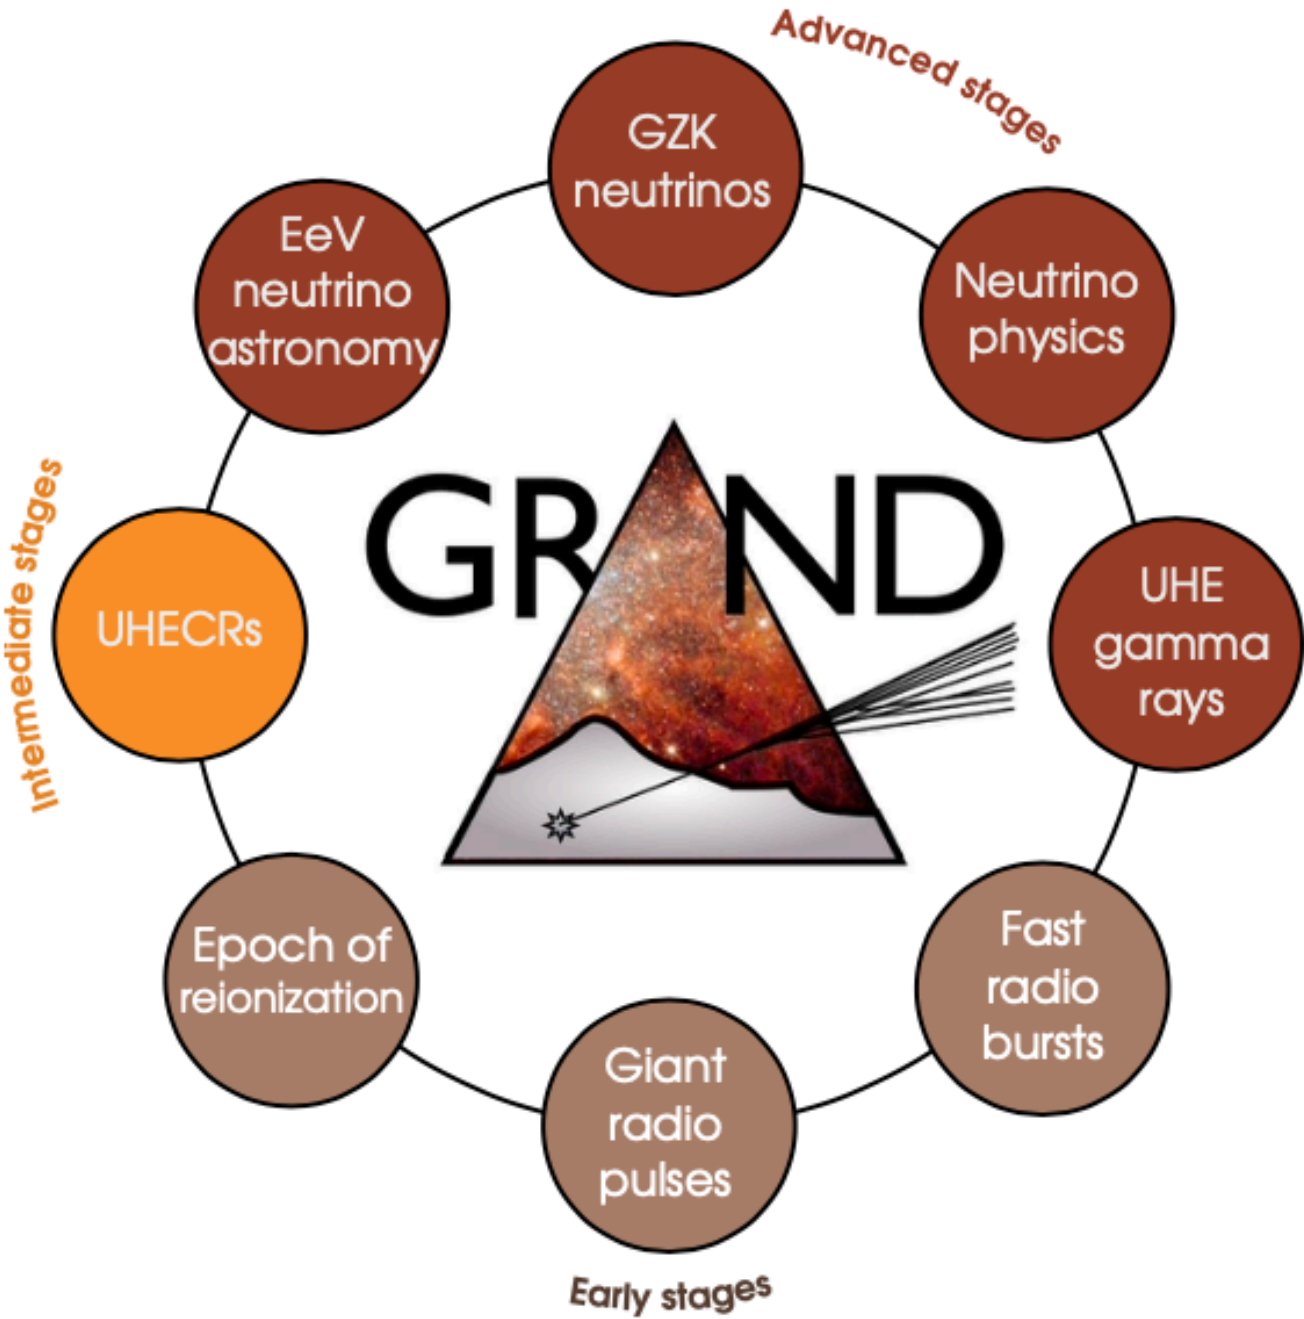 Advanced stages
GZK
neutrinos
EeV
neutrino
astronomy
Neutrino
physics
GRAND
Intermediate stages
UHECRs
UHE
gamma
rays
Epoch of
reionization
Fast
radio
bursts
Giant
radio
pulses
Early stages